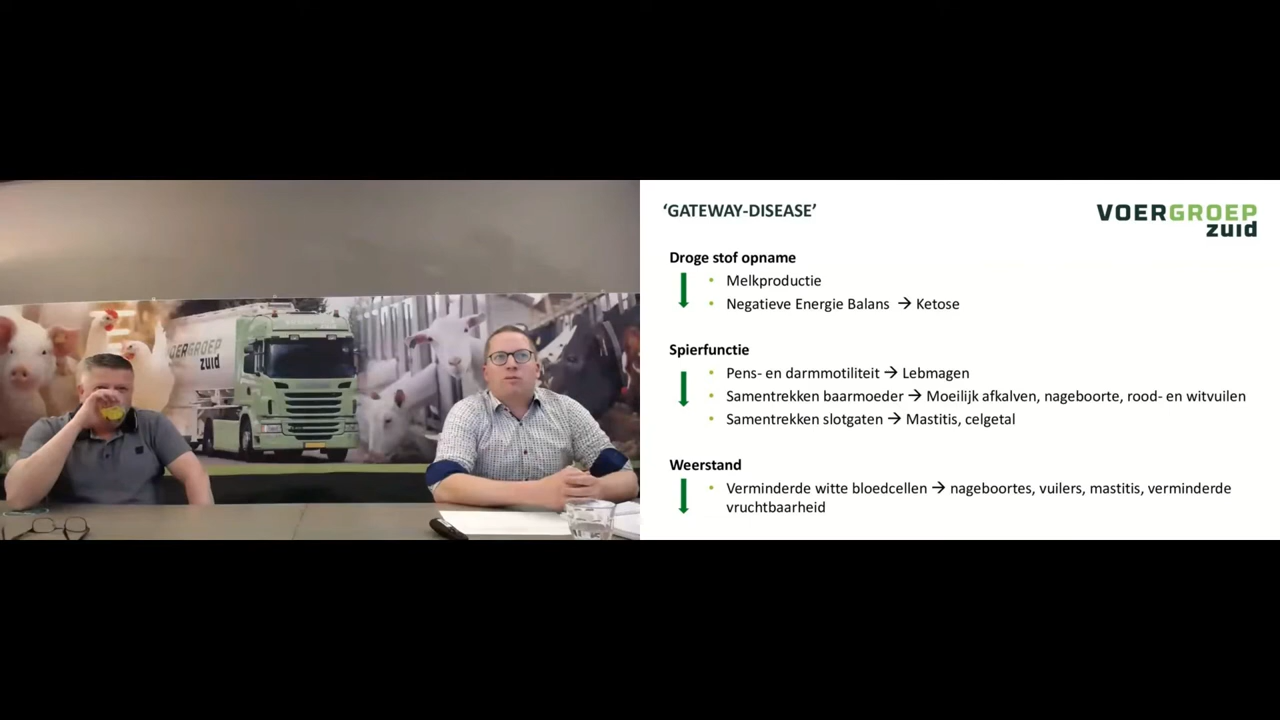 VOERGROEP
zuid
‘GATEWAY-DISEASE’
VOERGROEP
zuid
Droge stof opname
• Melkproductie
• Negatieve Energie Balans → Ketose
Spierfunctie
• Pens- en darmmotiliteit → Lebmagen
• Samentrekken baarmoeder → Moeilijk afkalven, nageboorte, rood- en witvuilen
• Samentrekken slotgaten → Mastitis, celgetal
Weerstand
• Verminderde witte bloedcellen → nageboortes, vuilers, mastitis, verminderde
vruchtbaarheid